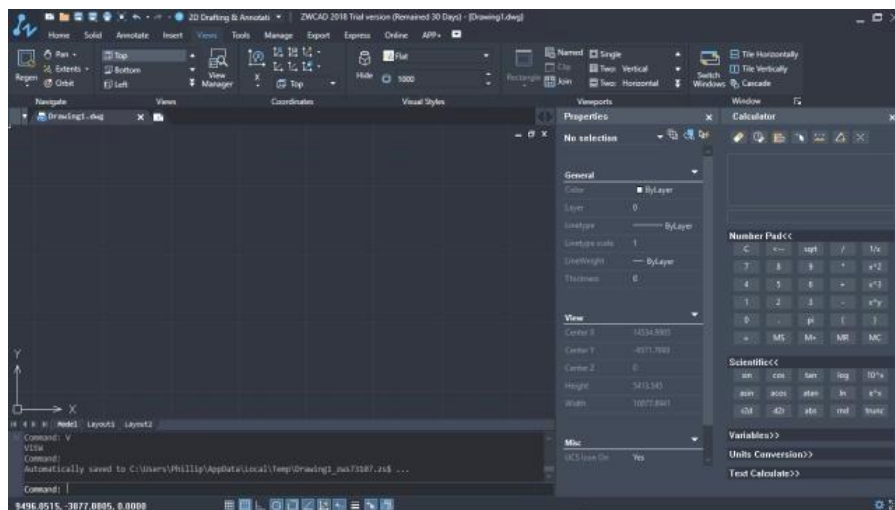 2D Drafting & Annotati
ZWCAD 2018 Trial version (Remained 30 Days) - [Drawing1.dwg]
Home Solid Annotate Insert Views Tools Manage Export Express Online APP+
Regen
Pan
Extents
Orbit
Top
Bottom
Left
View Manager
Top
Hide
Flat
1000
Rectangle
Named
Clip
Join
Single
Two: Vertical
Two: Horizontal
Switch Windows
Tile Horizontally
Tile Vertically
Cascade
Navigate Views Coordinates Visual Styles Viewports Window
Drawing1.dwg
Properties
No selection
General
Color ByLayer
Layer 0
Linetype ByLayer
Linetype scale 1
LineWeight ByLayer
Thickness 0
View
Center X
Center Y
Center Z 0
Height
Width
Misc
UCS Icon On Yes
Calculator
Number Pad<<
C <-- sqrt / 1/x
7 8 9 * x^2
4 5 6 + x^3
1 2 3 - x^y
0 . pi ( )
= MS M+ MR MC
Scientific<<
sin cos tan log 10^x
asin acos atan ln e^x
r2d d2r abs rnd trunc
Variables>>
Units Conversion>>
Text Calculate>>
Y
X
Model Layout1 Layout2
Command: V
VIEW
Command:
Automatically saved to C:\Users\Phillip\AppData\Local\Temp\Drawing1_zws73107.zs$ ...
Command:
9496.0515, -3077.0805, 0.0000